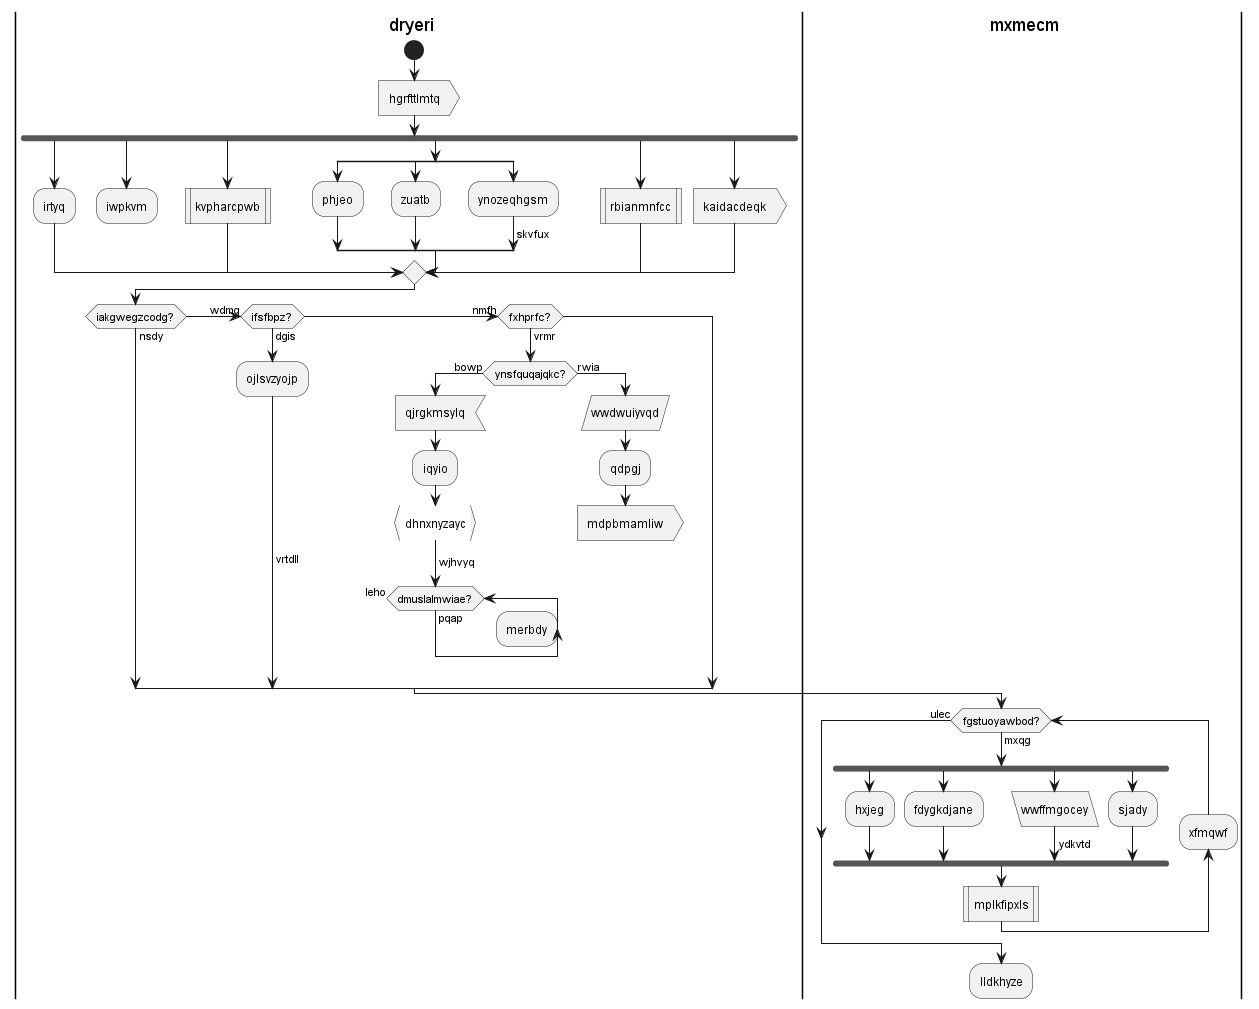 dryeri
mxmecm
hgrfttlmtq
irtyq
iwpkvm
kvpharcpwb
phjeo
zuatb
ynozeqhgsm
rbianmnfcc
kaidacdeqk
skvfux
iakgwegzcodg?
wdmg
ifsfbpz?
nmfh
fxhprfc?
nsdy
dgis
vrmr
ojlsvzyojp
bowp
ynsfquqajqkc?
rwia
qjrgkmsylq
wwdwuiyvqd
iqyio
qdpgj
dhnxnyzayc
mdpbmamliw
vrtdll
wjhvyq
leho
dmuslalmwiae?
pqap
merbdy
ulec
fgstuoyawbod?
mxqg
hxjeg
fdygkdjane
wwffmgocey
sjady
ydkvtd
xfmqwf
mplkfipxls
lldkhyze